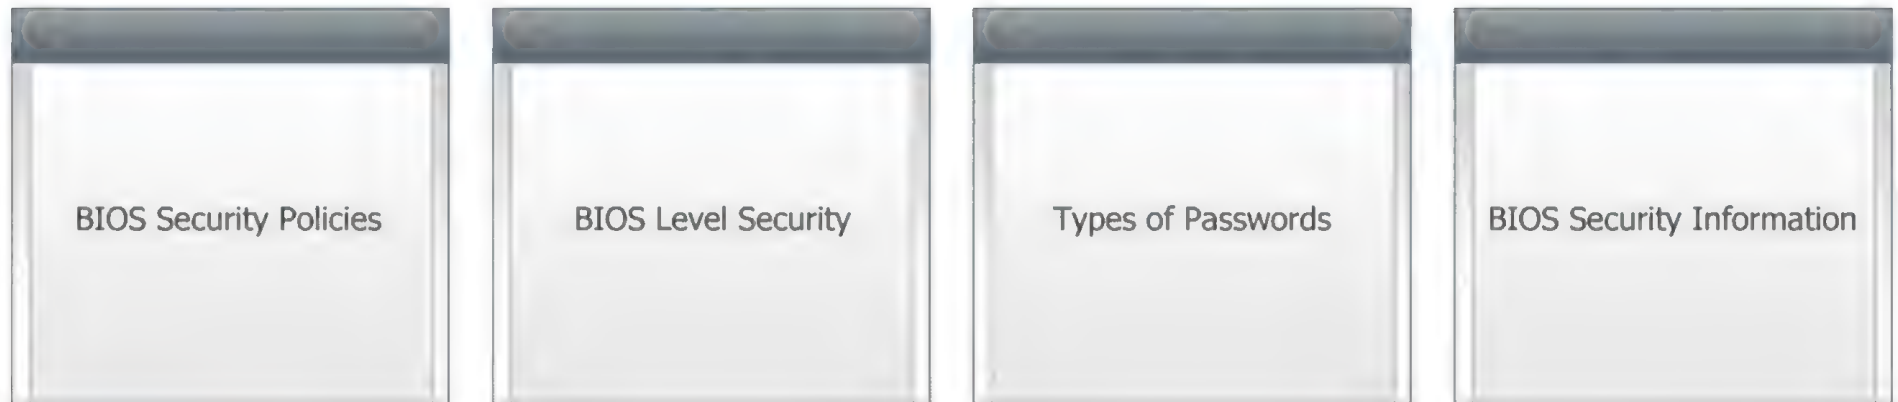 BIOS Security Policies
BIOS Level Security
Types of Passwords
BIOS Security Information